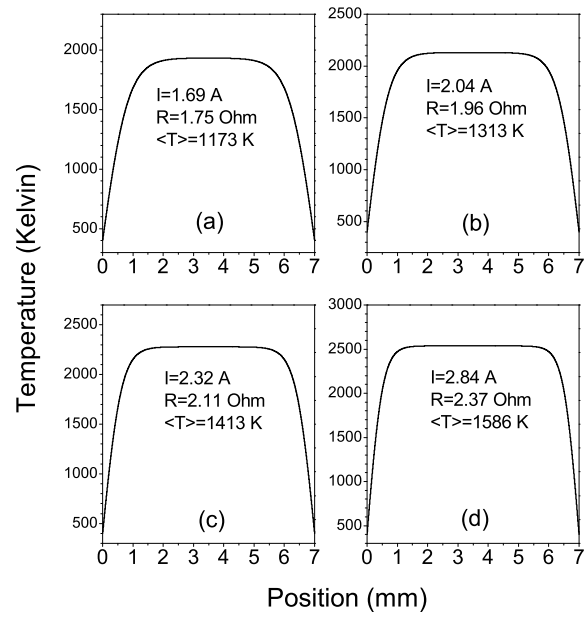 Temperature (Kelvin)
2000
1500
1000
500
I=1.69 A
R=1.75 Ohm
<T>=1173 K
(a)
0 1 2 3 4 5 6 7
2500
2000
1500
1000
500
I=2.04 A
R=1.96 Ohm
<T>=1313 K
(b)
0 1 2 3 4 5 6 7
2500
2000
1500
1000
500
I=2.32 A
R=2.11 Ohm
<T>=1413 K
(c)
0 1 2 3 4 5 6 7
3000
2500
2000
1500
1000
500
I=2.84 A
R=2.37 Ohm
<T>=1586 K
(d)
0 1 2 3 4 5 6 7
Position (mm)